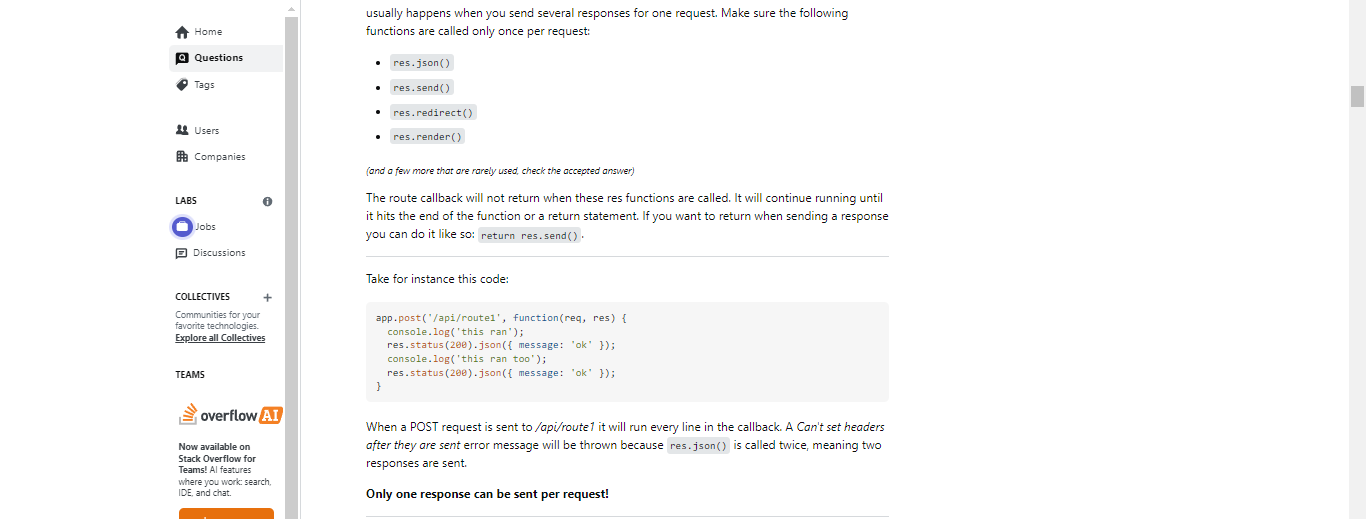 Home
Questions
Tags
Users
Companies
LABS
Jobs
Discussions
COLLECTIVES
Communities for your
favorite technologies.
Explore all Collectives
TEAMS
overflow AI
Now available on
Stack Overflow for
Teams! AI features
where you work: search,
IDE, and chat.
usually happens when you send several responses for one request. Make sure the following
functions are called only once per request:
• res.json()
• res.send()
• res.redirect()
• res.render()
(and a few more that are rarely used, check the accepted answer)
The route callback will not return when these res functions are called. It will continue running until
it hits the end of the function or a return statement. If you want to return when sending a response
you can do it like so: return res.send().
Take for instance this code:
app.post('/api/route1', function(req, res) {
  console.log('this ran');
  res.status(200).json({ message: 'ok' });
  console.log('this ran too');
  res.status(200).json({ message: 'ok' });
}
When a POST request is sent to /api/route1 it will run every line in the callback. A Can't set headers
after they are sent error message will be thrown because res.json() is called twice, meaning two
responses are sent.
Only one response can be sent per request!